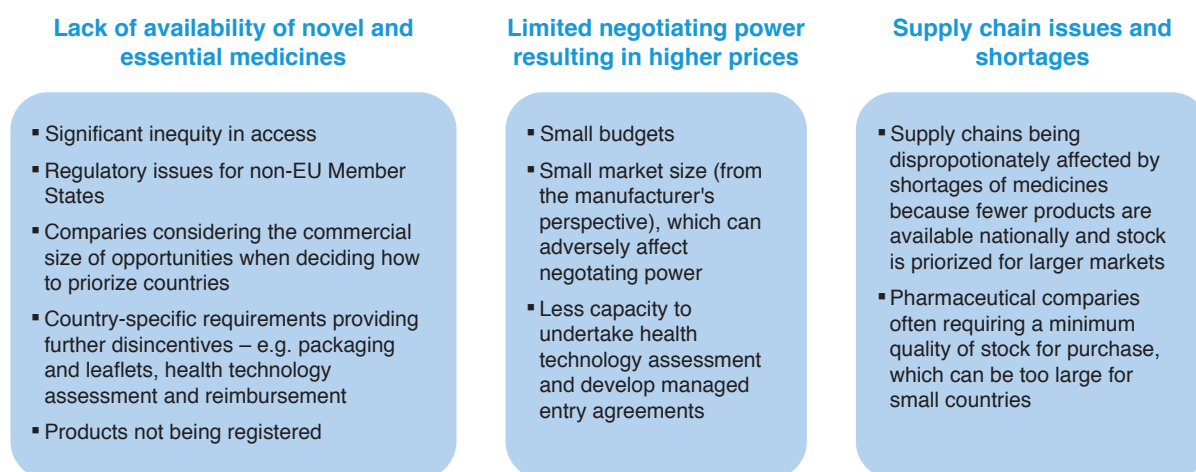 Lack of availability of novel and
essential medicines
▪ Significant inequity in access
▪ Regulatory issues for non-EU Member
States
▪ Companies considering the commercial
size of opportunities when deciding how
to priorize countries
▪ Country-specific requirements providing
further disincentives – e.g. packaging
and leaflets, health technology
assessment and reimbursement
▪ Products not being registered
Limited negotiating power
resulting in higher prices
▪ Small budgets
▪ Small market size (from
the manufacturer's
perspective), which can
adversely affect
negotating power
▪ Less capacity to
undertake health
technology assessment
and develop managed
entry agreements
Supply chain issues and
shortages
▪ Supply chains being
dispropotionately affected by
shortages of medicines
because fewer products are
available nationally and stock
is priorized for larger markets
▪ Pharmaceutical comparies
often requiring a minimum
quality of stock for purchase,
which can be too large for
small countries